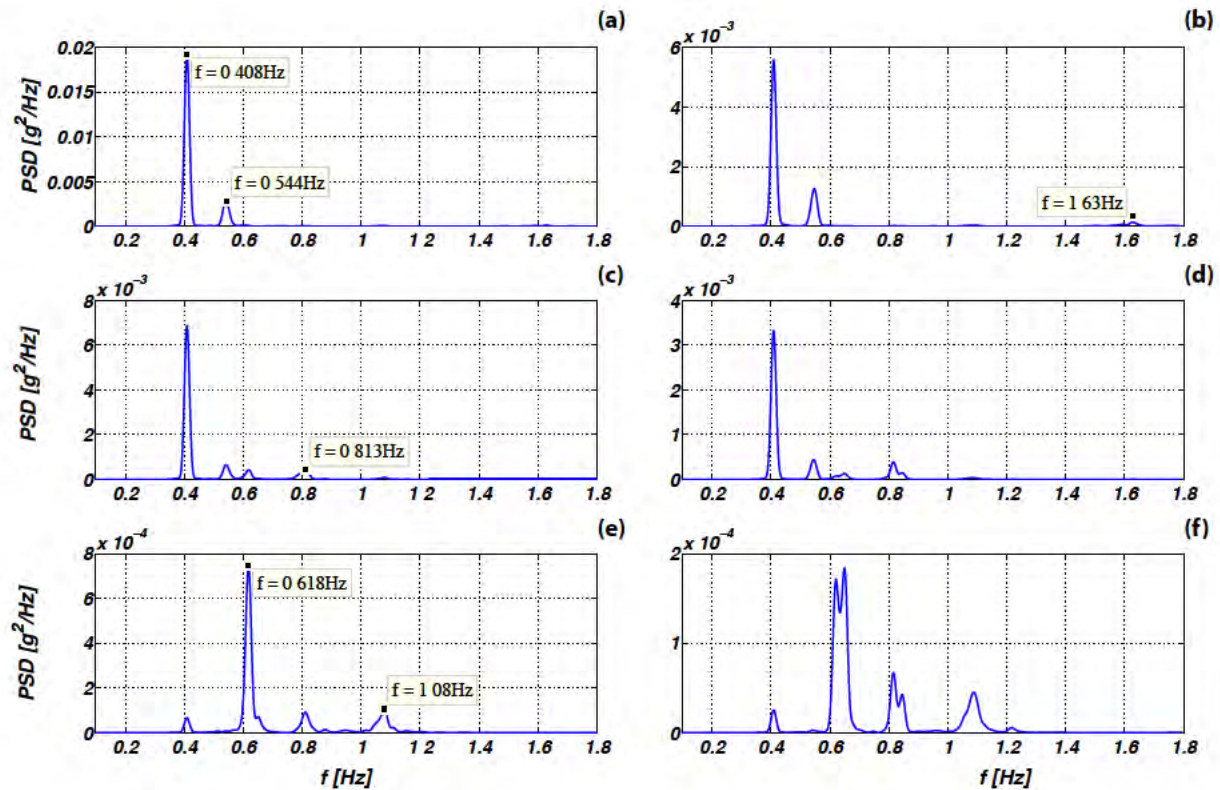 (a)
0.02
0.015
0.01
0.005
0
PSD [g²/Hz]
f = 0 408Hz
f = 0 544Hz
0.2 0.4 0.6 0.8 1 1.2 1.4 1.6 1.8
(b)
x 10⁻³
6
4
2
0
f = 1 63Hz
0.2 0.4 0.6 0.8 1 1.2 1.4 1.6 1.8
(c)
x 10⁻³
8
6
4
2
0
PSD [g²/Hz]
f = 0 813Hz
0.2 0.4 0.6 0.8 1 1.2 1.4 1.6 1.8
(d)
x 10⁻³
4
3
2
1
0
0.2 0.4 0.6 0.8 1 1.2 1.4 1.6 1.8
(e)
x 10⁻⁴
8
6
4
2
0
PSD [g²/Hz]
f = 0 618Hz
f = 1 08Hz
0.2 0.4 0.6 0.8 1 1.2 1.4 1.6 1.8
f [Hz]
(f)
x 10⁻⁴
2
1
0
0.2 0.4 0.6 0.8 1 1.2 1.4 1.6 1.8
f [Hz]